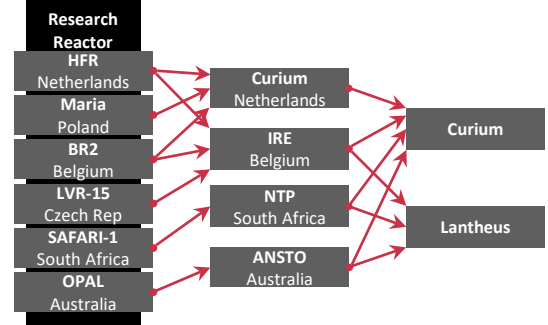 Research
Reactor
HFR
Netherlands
Maria
Poland
BR2
Belgium
LVR-15
Czech Rep
SAFARI-1
South Africa
OPAL
Australia
Curium
Netherlands
IRE
Belgium
NTP
South Africa
ANSTO
Australia
Curium
Lantheus